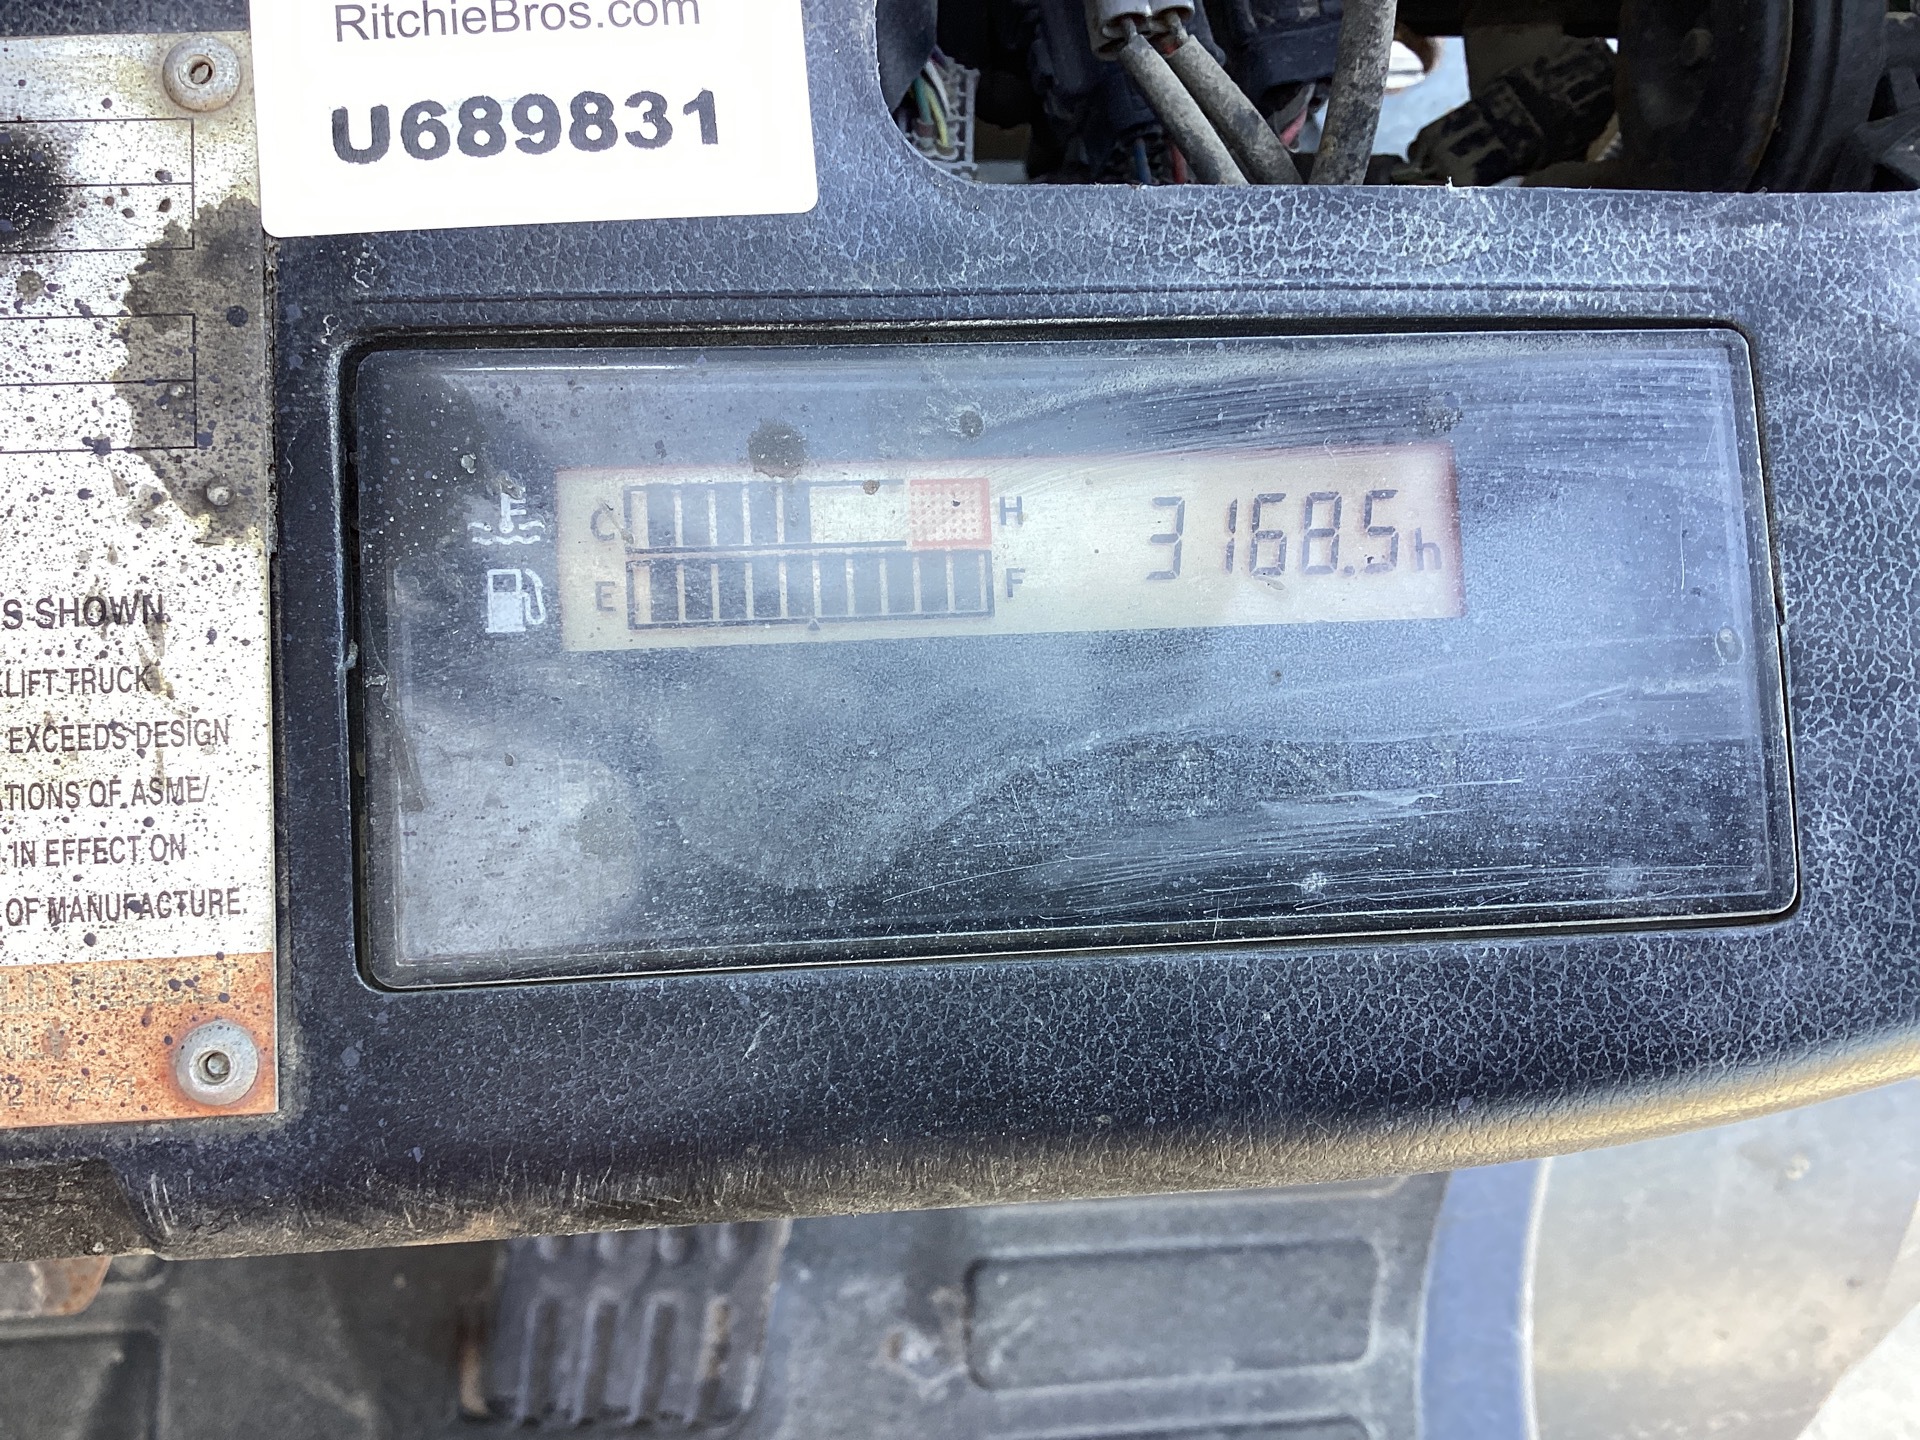 RitchieBros.com
U689831
C H 3168.5h
E F
S SHOWN.
LIFT TRUCK
EXCEEDS DESIGN
ATIONS OF ASME/
IN EFFECT ON
OF MANUFACTURE.